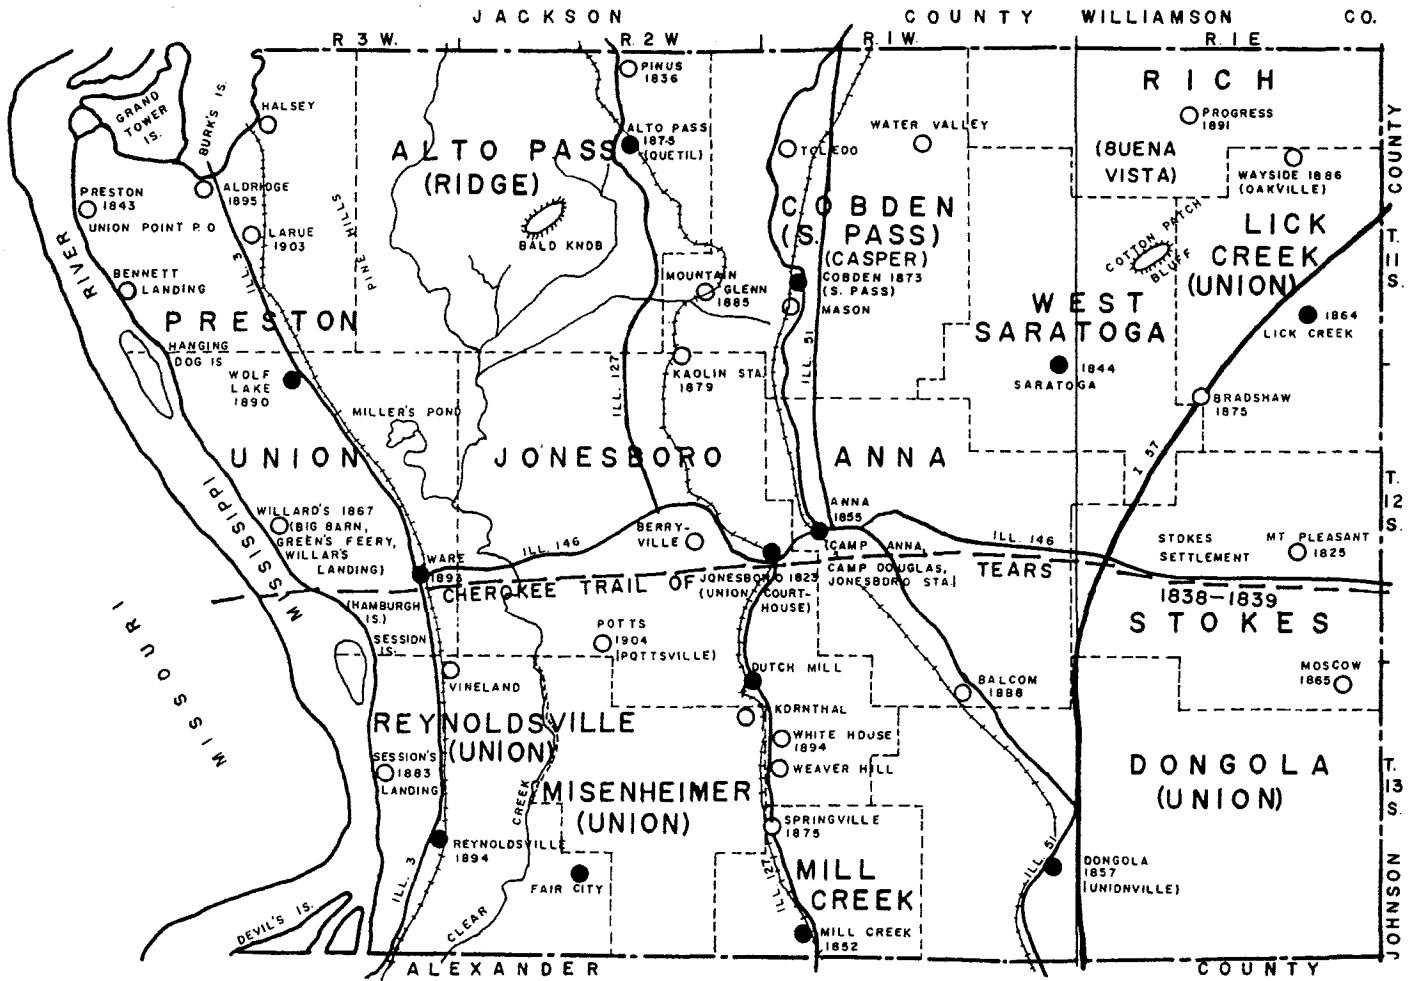 JACKSON COUNTY WILLIAMSON CO.
R 3 W. R. 2 W R. I W. R. I E
PINUS
1836
GRAND
TOWER
IS.
BURK'S IS.
HALSEY
ALTO PASS
1875
(QUETIL)
ALTO PASS
(RIDGE)
BALD KNOB
TOLEDO
WATER VALLEY
RICH
PROGRESS
1891
(BUENA
VISTA)
WAYSIDE 1886
(OAKVILLE)
COUNTY
PRESTON
1843
UNION POINT P.O
ALDRIDGE
1895
LARUE
1903
ILL. 3
PINE HILLS
COBDEN
(S. PASS)
(CASPER)
COBDEN 1873
(S. PASS)
MASON
COTTON PATCH
BLUFF
LICK
CREEK
(UNION)
T.
11
S.
RIVER
BENNETT
LANDING
MOUNTAIN
GLENN
1885
PRESTON
HANGING
DOG IS
WEST
SARATOGA
1864
LICK CREEK
WOLF
LAKE
1890
ILL. 127
KAOLIN STA.
1879
ILL. 51
1844
SARATOGA
BRADSHAW
1875
MILLER'S POND
UNION
JONESBORO
ANNA
I 57
T.
12
S.
MISSISSIPPI
WILLARD'S 1867
(BIG BARN,
GREEN'S FEERY,
WILLAR'S
LANDING)
BERRY-
VILLE
ANNA
1855
(CAMP ANNA,
CAMP DOUGLAS,
JONESBORO STA.)
ILL. 146
ILL. 146
STOKES
SETTLEMENT
MT PLEASANT
1825
WARE
1893
CHEROKEE TRAIL OF TEARS
1838-1839
JONESBORO 1823
(UNION COURT-
HOUSE)
(HAMBURGH
IS.)
SESSION
IS.
MISSOURI
POTTS
1904
(POTTSVILLE)
STOKES
VINELAND
DUTCH MILL
BALCOM
1888
MOSCOW
1865
REYNOLDSVILLE
(UNION)
KORNTHAL
WHITE HOUSE
1894
WEAVER HILL
SESSION'S
1883
LANDING
CREEK
MISENHEIMER
(UNION)
DONGOLA
(UNION)
T.
13
S.
SPRINGVILLE
1875
REYNOLDSVILLE
1894
ILL. 3
FAIR CITY
ILL. 127
MILL
CREEK
ILL. 51
DONGOLA
1857
(UNIONVILLE)
DEVIL'S IS.
CLEAR
MILL CREEK
1852
JOHNSON
ALEXANDER COUNTY